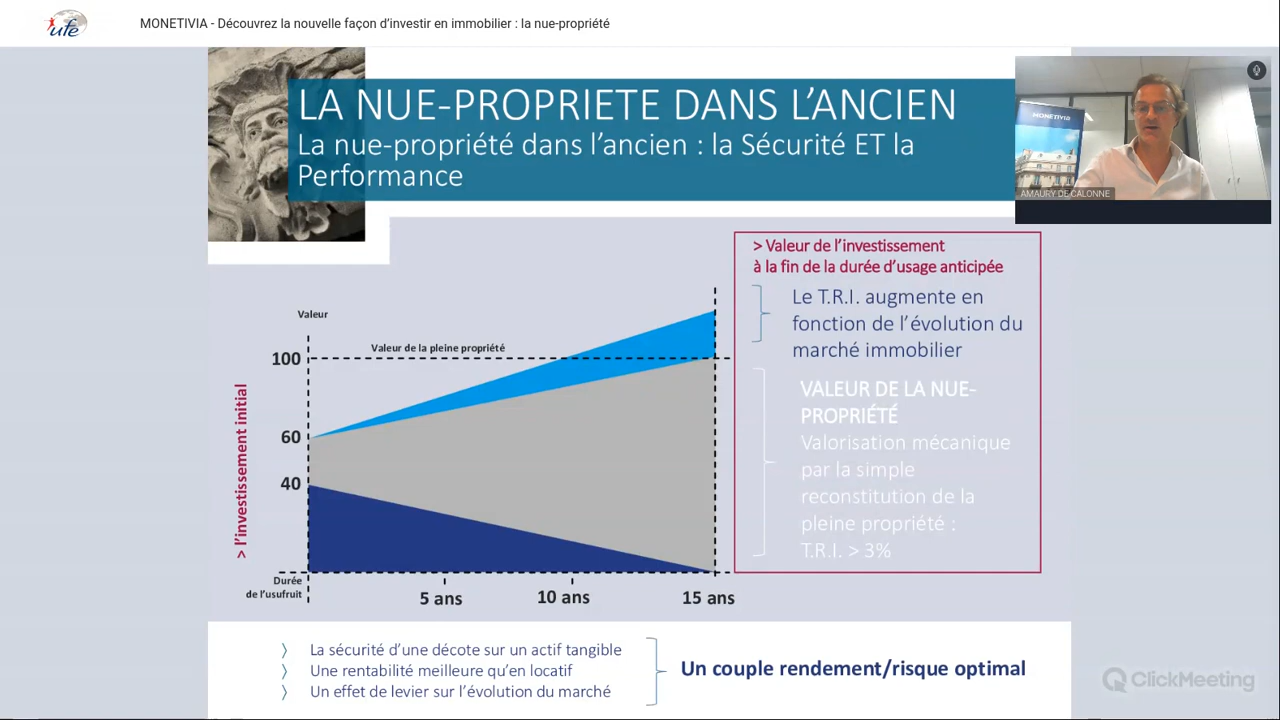 ufe
MONETIVIA - Découvrez la nouvelle façon d'investir en immobilier : la nue-propriété
LA NUE-PROPRIETE DANS L'ANCIEN
La nue-propriété dans l'ancien : la Sécurité ET la
Performance
MONETIVIA
AMAURY DE CALONNE
> Valeur de l'investissement
à la fin de la durée d'usage anticipée
Le T.R.I. augmente en
fonction de l'évolution du
marché immobilier
VALEUR DE LA NUE-
PROPRIÉTÉ
Valorisation mécanique
par la simple
reconstitution de la
pleine propriété :
T.R.I. > 3%
Valeur
Valeur de la pleine propriété
100
60
40
> l'investissement initial
Durée
de l'usufruit
5 ans
10 ans
15 ans
La sécurité d'une décote sur un actif tangible
Une rentabilité meilleure qu'en locatif
Un effet de levier sur l'évolution du marché
Un couple rendement/risque optimal
ClickMeeting